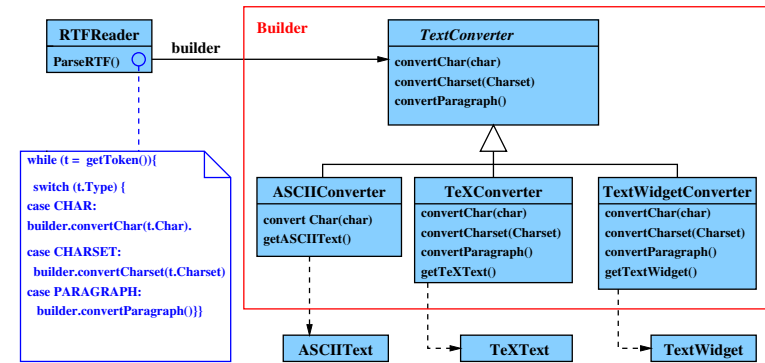 RTFReader
ParseRTF()
builder
Builder
TextConverter
convertChar(char)
convertCharset(Charset)
convertParagraph()
while (t = getToken()){
switch (t.Type) {
case CHAR:
builder.convertChar(t.Char).
case CHARSET:
builder.convertCharset(t.Charset)
case PARAGRAPH:
builder.convertParagraph()}}
ASCIIConverter
convert Char(char)
getASCIIText()
TeXConverter
convertChar(char)
convertCharset(Charset)
convertParagraph()
getTeXText()
TextWidgetConverter
convertChar(char)
convertCharset(Charset)
convertParagraph()
getTextWidget()
ASCIIText
TeXText
TextWidget